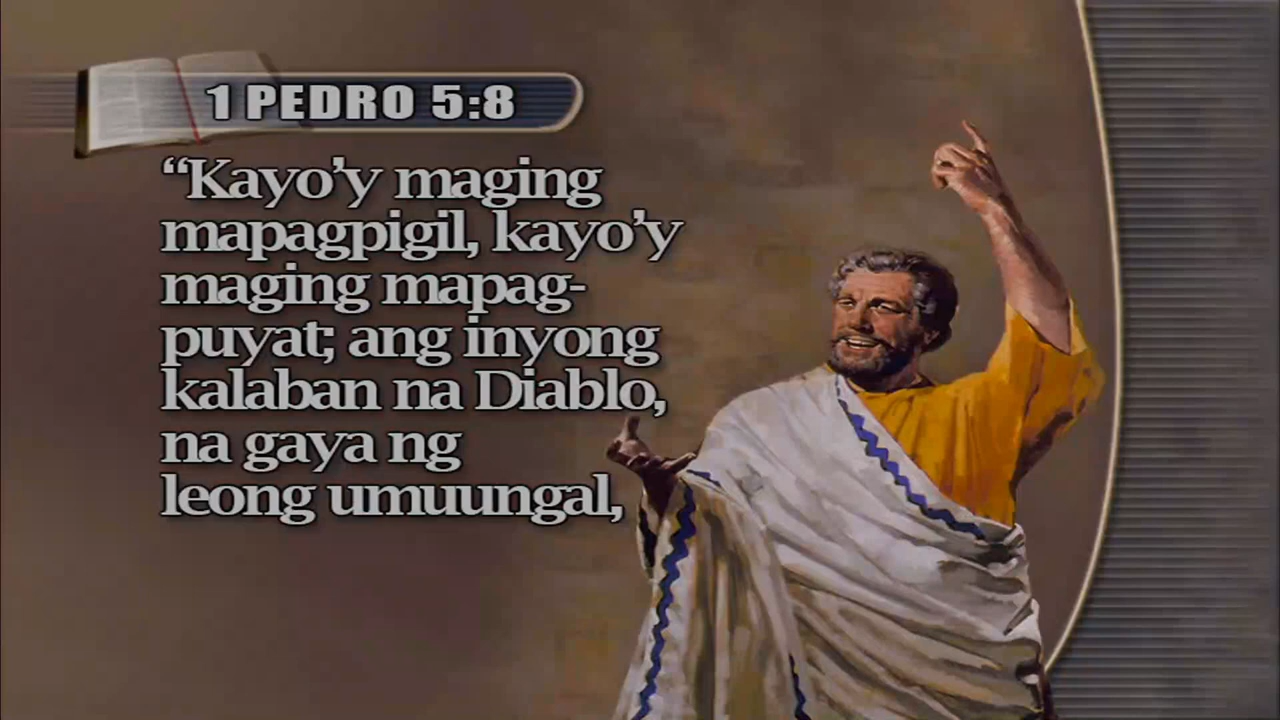 1 PEDRO 5:8
“Kayo’y maging
mapagpigil, kayo’y
maging mapag-
puyat; ang inyong
kalaban na Diablo,
na gaya ng
leong umuungal,